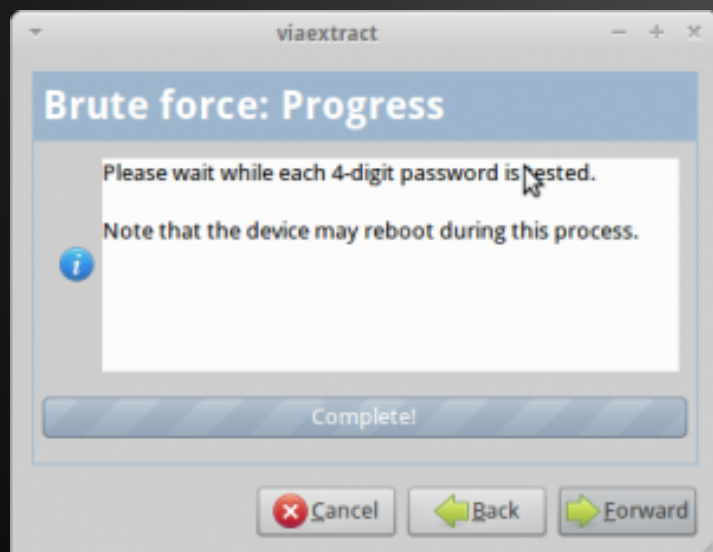 viaextract
Brute force: Progress
Please wait while each 4-digit password is tested.
Note that the device may reboot during this process.
Complete!
Cancel
Back
Forward